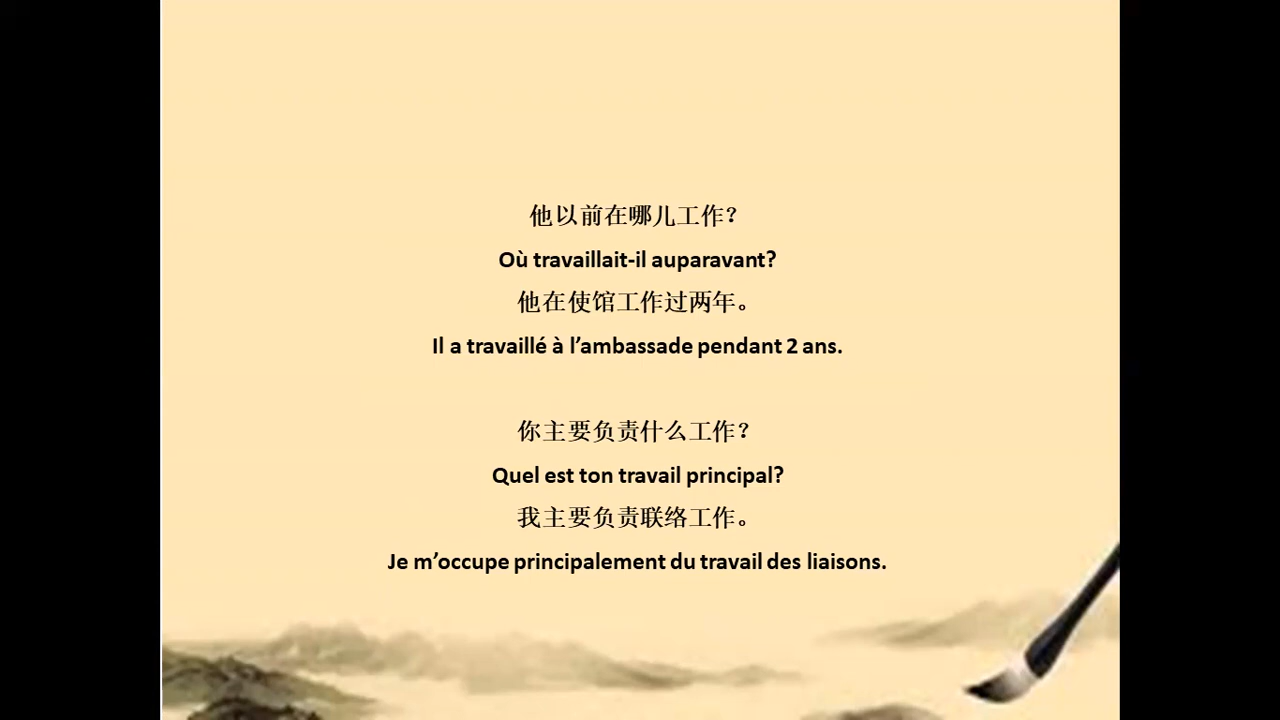 他以前在哪儿工作？
Où travaillait-il auparavant?
他在使馆工作过两年。
Il a travaillé à l’ambassade pendant 2 ans.
你主要负责什么工作？
Quel est ton travail principal?
我主要负责联络工作。
Je m’occupe principalement du travail des liaisons.